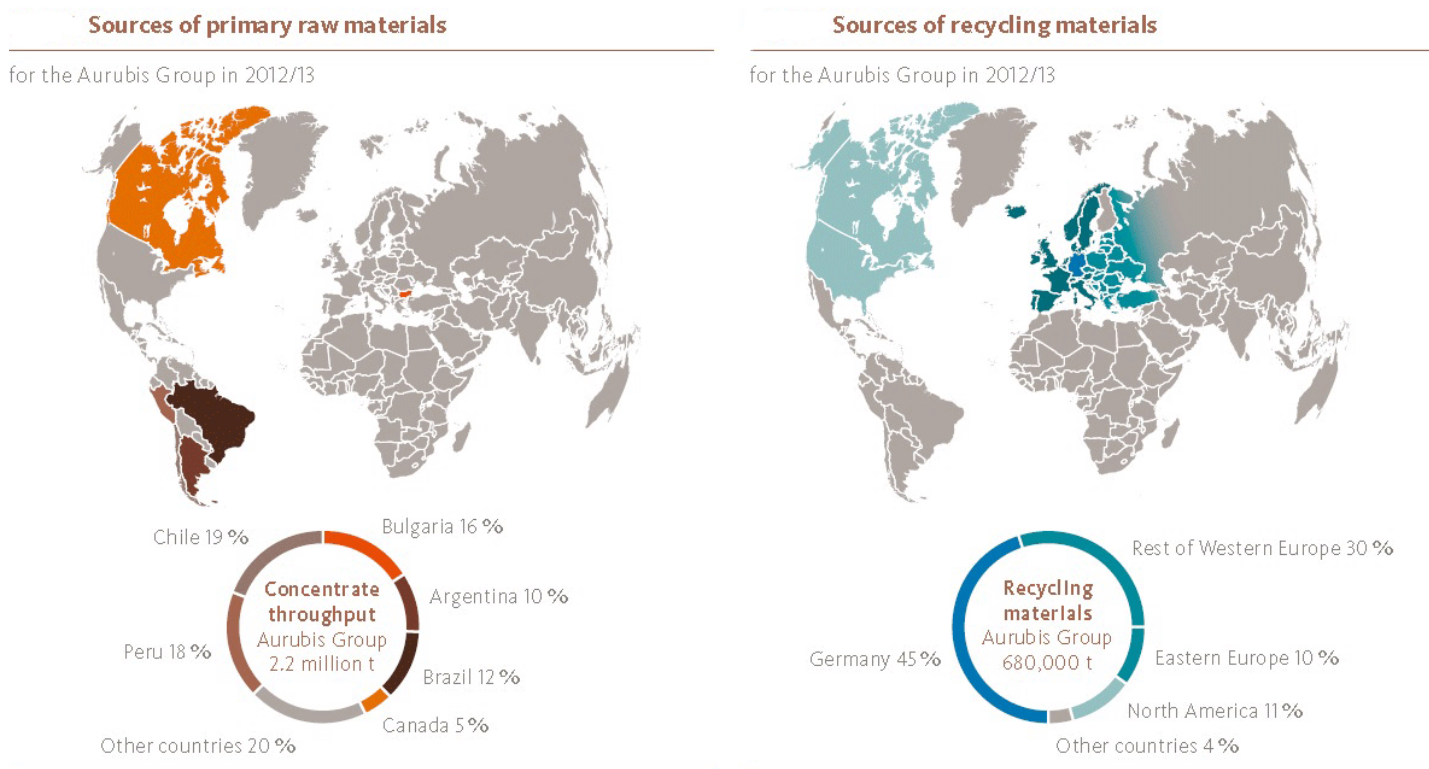 Sources of primary raw materials
for the Aurubis Group in 2012/13
Chile 19 %
Bulgaria 16 %
Argentina 10 %
Brazil 12 %
Canada 5 %
Other countries 20 %
Peru 18 %
Concentrate
throughput
Aurubis Group
2.2 million t
Sources of recycling materials
for the Aurubis Group in 2012/13
Rest of Western Europe 30 %
Eastern Europe 10 %
North America 11 %
Other countries 4 %
Germany 45 %
Recycling
materials
Aurubis Group
680,000 t